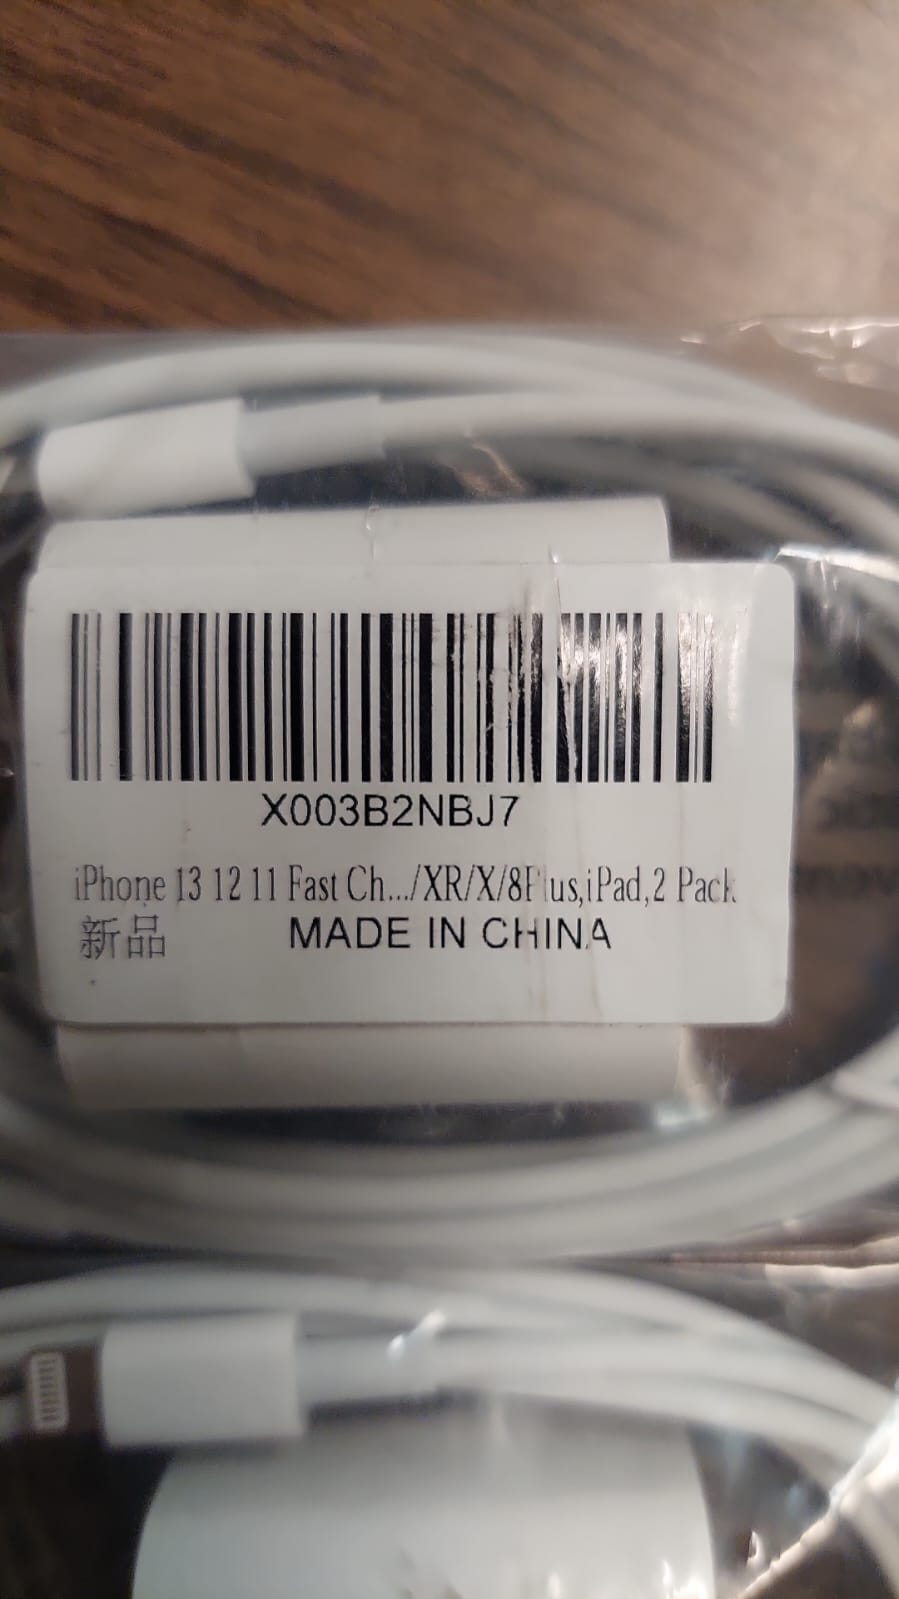 X003B2NBJ7
iPhone 13 12 11 Fast Ch.../XR/X/8Plus,iPad,2 Pack
新品 MADE IN CHINA